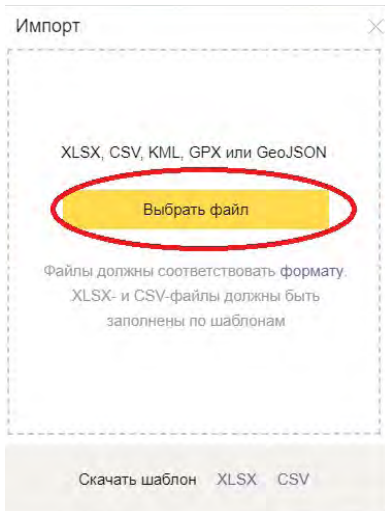 Импорт
XLSX, CSV, KML, GPX или GeoJSON
Выбрать файл
Файлы должны соответствовать формату.
XLSX- и CSV-файлы должны быть
заполнены по шаблонам
Скачать шаблон XLSX CSV